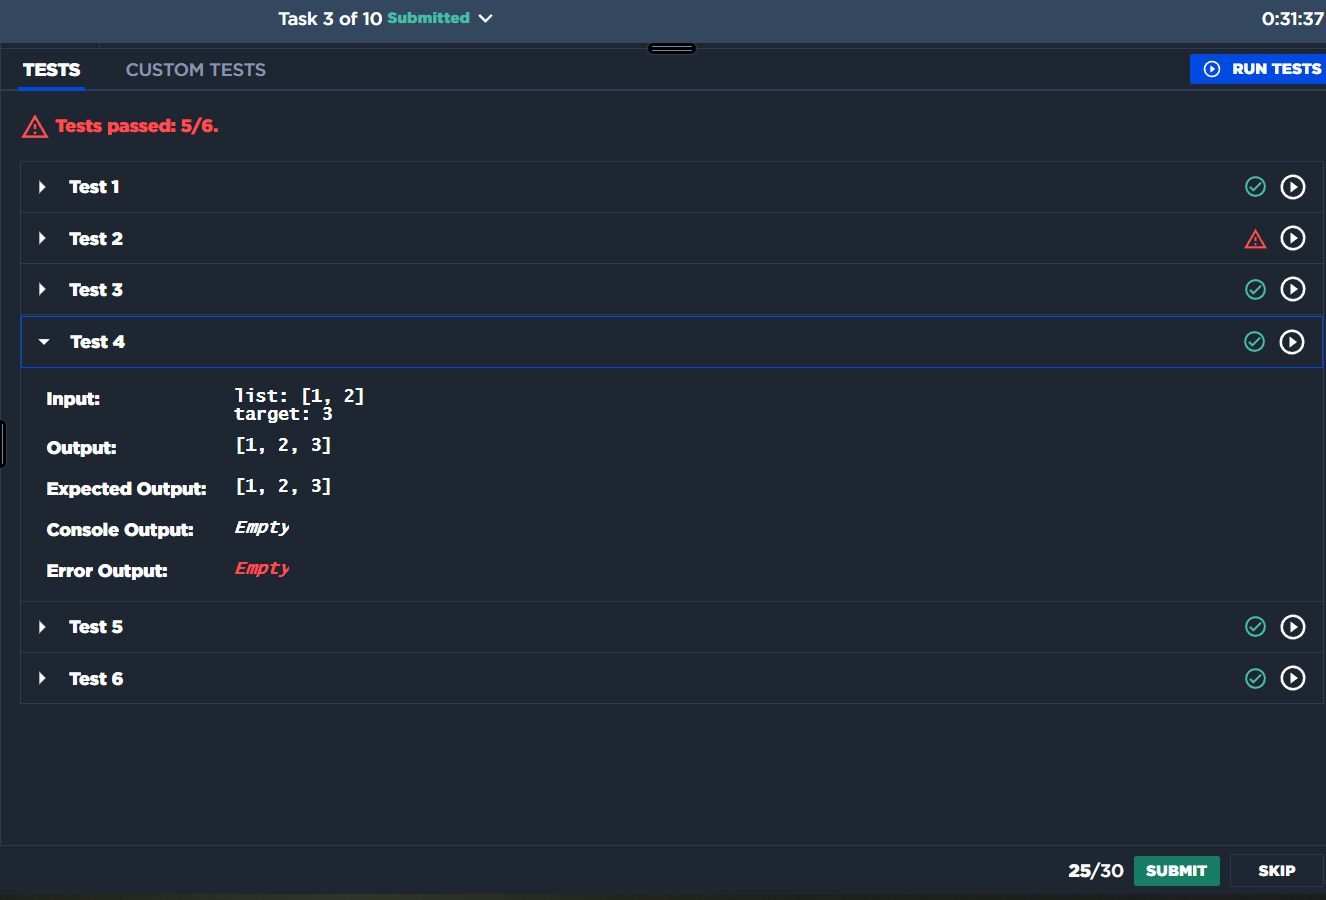 Task 3 of 10 Submitted
0:31:37
TESTS
CUSTOM TESTS
RUN TESTS
Tests passed: 5/6.
Test 1
Test 2
Test 3
Test 4
Input:
list: [1, 2]
target: 3
Output:
[1, 2, 3]
Expected Output:
[1, 2, 3]
Console Output:
Empty
Error Output:
Empty
Test 5
Test 6
25/30
SUBMIT
SKIP